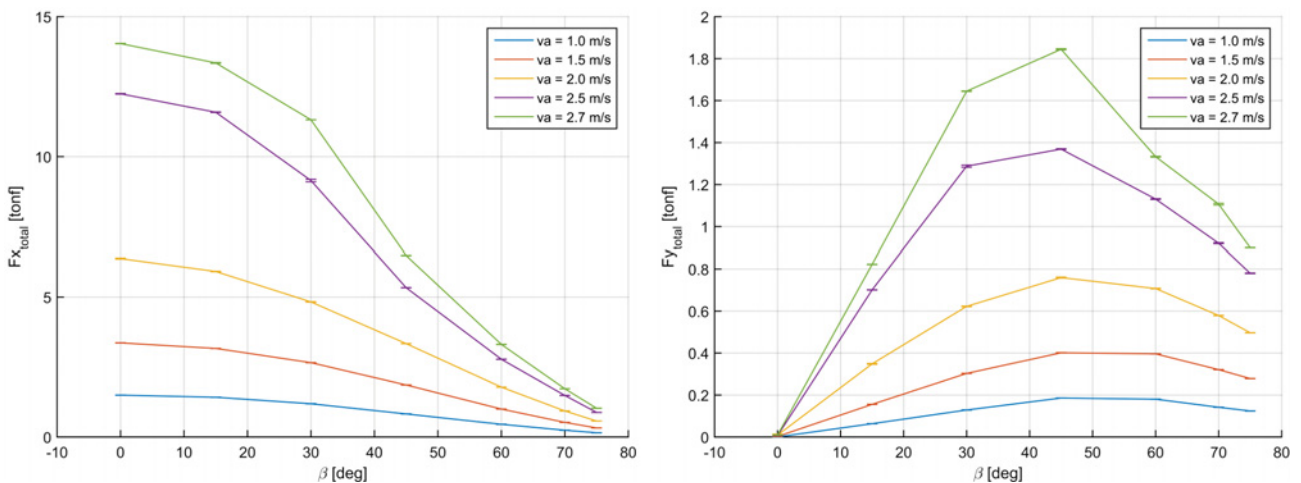 15
10
5
0
Fx_total [tonf]
-10 0 10 20 30 40 50 60 70 80
β [deg]
va = 1.0 m/s
va = 1.5 m/s
va = 2.0 m/s
va = 2.5 m/s
va = 2.7 m/s
2
1.8
1.6
1.4
1.2
1
0.8
0.6
0.4
0.2
0
Fy_total [tonf]
-10 0 10 20 30 40 50 60 70 80
β [deg]
va = 1.0 m/s
va = 1.5 m/s
va = 2.0 m/s
va = 2.5 m/s
va = 2.7 m/s